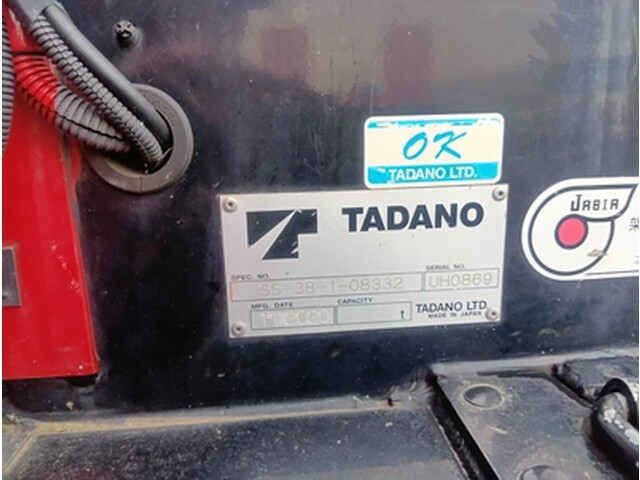 OK
TADANO LTD.
TADANO
JABIA
SPEC. NO. SERIAL NO.
SS-38-1-08332 UH0869
MFG. DATE CAPACITY TADANO LTD.
t MADE IN JAPAN